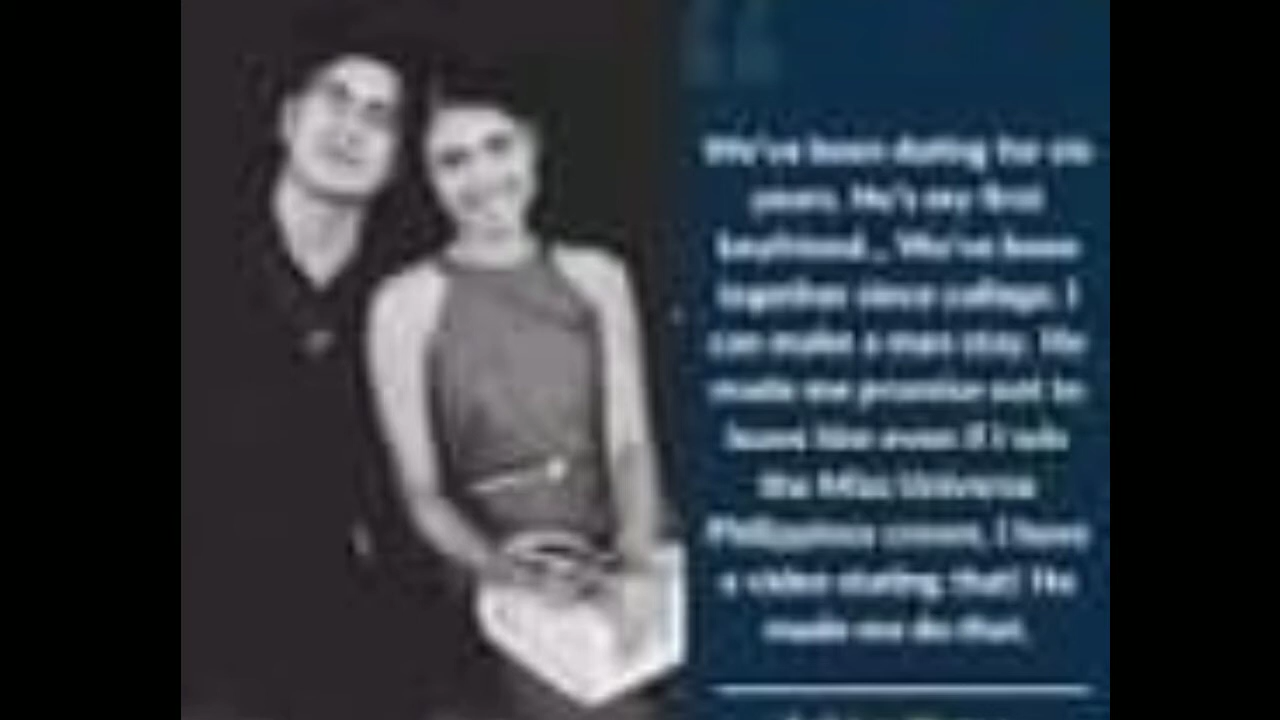 “
We've been dating for six
years. He's my first
boyfriend... We've been
together since college. I
can make a man stay. He
made me promise not to
leave him even if I win
the Miss Universe
Philippines crown. I have
a video stating that! He
made me do that.